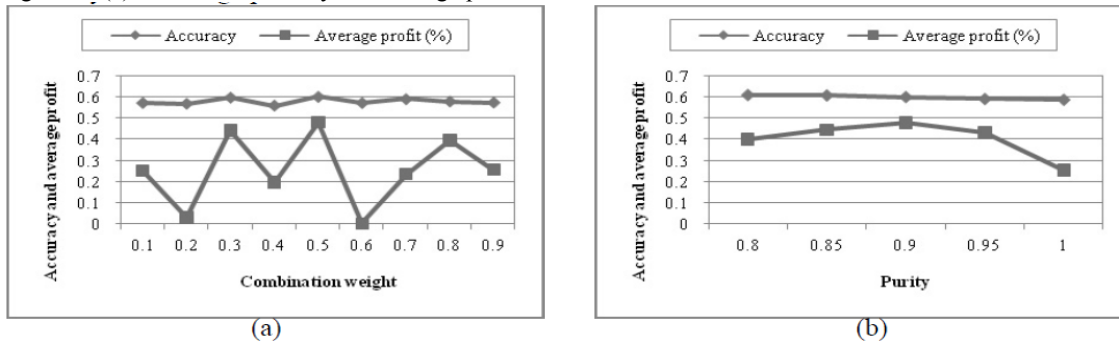 Accuracy Average profit (%)
Accuracy and average profit
0.7
0.6
0.5
0.4
0.3
0.2
0.1
0
0.1 0.2 0.3 0.4 0.5 0.6 0.7 0.8 0.9
Combination weight
(a)
Accuracy Average profit (%)
Accuracy and average profit
0.7
0.6
0.5
0.4
0.3
0.2
0.1
0
0.8 0.85 0.9 0.95 1
Purity
(b)